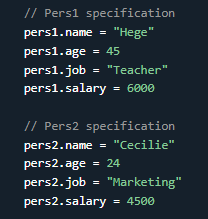 // Pers1 specification
pers1.name = "Hege"
pers1.age = 45
pers1.job = "Teacher"
pers1.salary = 6000
// Pers2 specification
pers2.name = "Cecilie"
pers2.age = 24
pers2.job = "Marketing"
pers2.salary = 4500